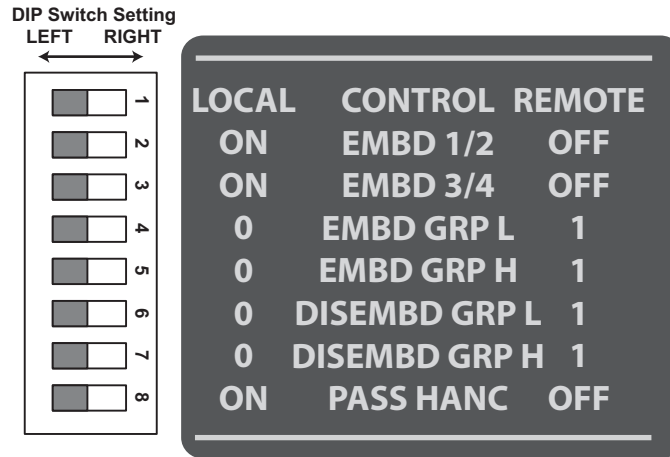 DIP Switch Setting
LEFT RIGHT
1
2
3
4
5
6
7
8
LOCAL CONTROL REMOTE
ON EMBD 1/2 OFF
ON EMBD 3/4 OFF
0 EMBD GRP L 1
0 EMBD GRP H 1
0 DISEMBD GRP L 1
0 DISEMBD GRP H 1
ON PASS HANC OFF